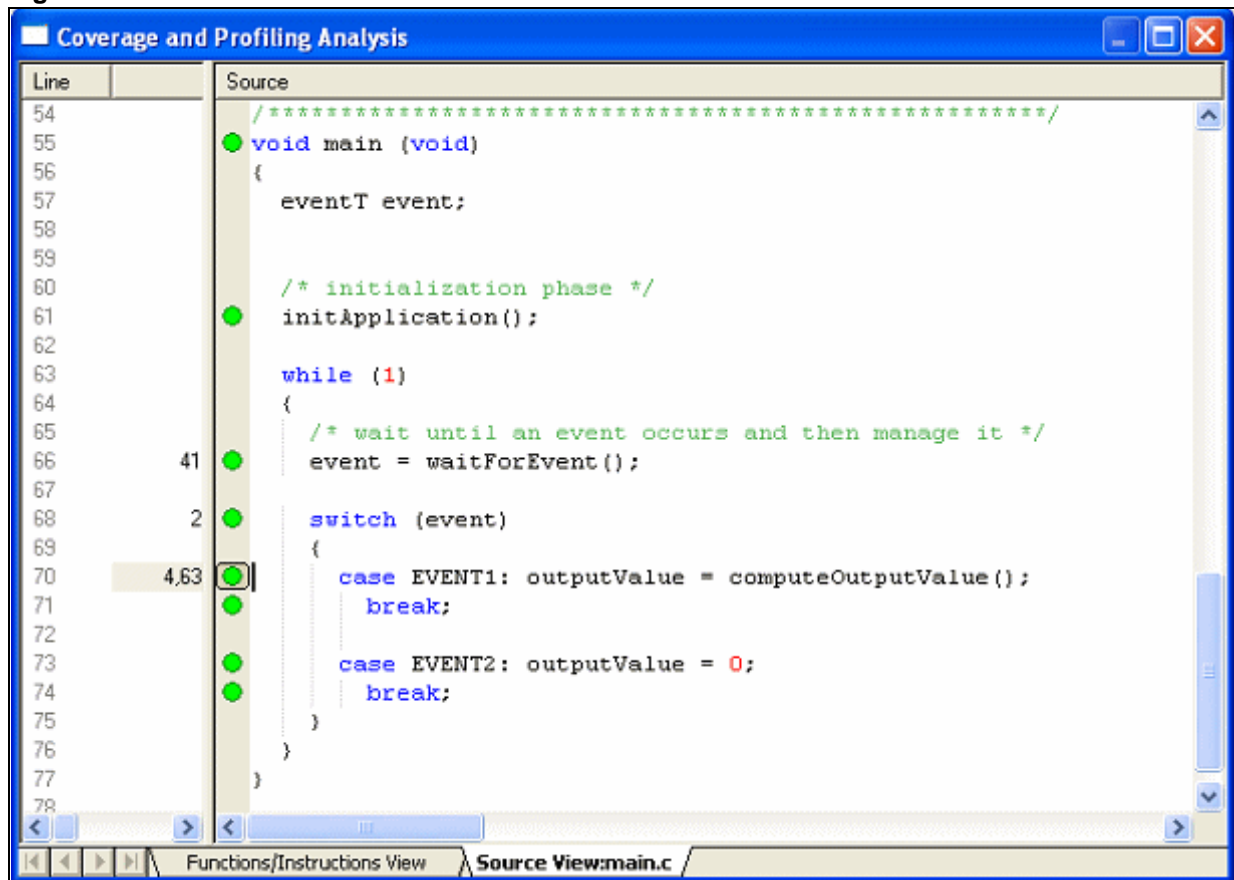 Coverage and Profiling Analysis
Line Source
54 /******************************************************/
55 void main (void)
56 {
57 eventT event;
58
59
60 /* initialization phase */
61 initApplication();
62
63 while (1)
64 {
65 /* wait until an event occurs and then manage it */
66 41 event = waitForEvent();
67
68 2 switch (event)
69 {
70 4,63 case EVENT1: outputValue = computeOutputValue();
71 break;
72
73 case EVENT2: outputValue = 0;
74 break;
75 }
76 }
77 }
78
Functions/Instructions View Source View:main.c